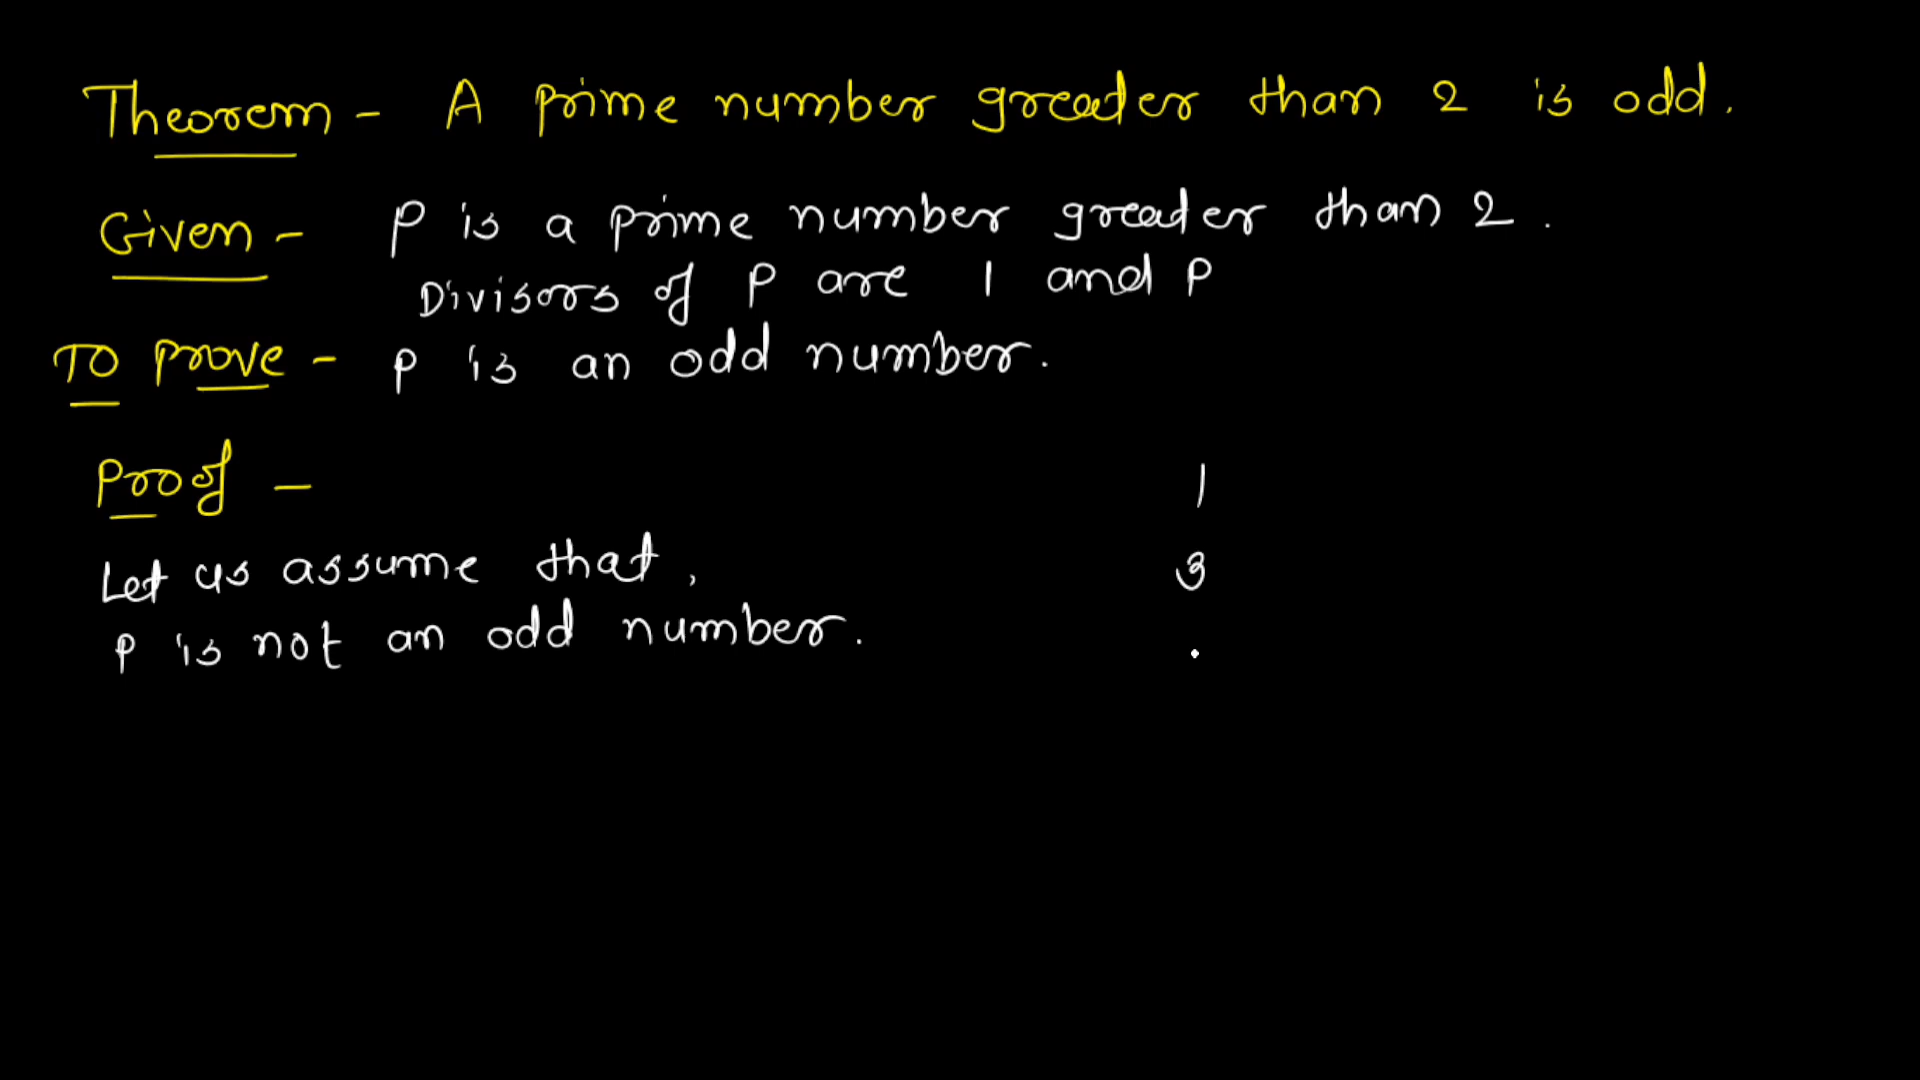 Theorem - A prime number greater than 2 is odd.
Given - P is a prime number greater than 2.
Divisors of P are 1 and P
To prove - P is an odd number.
Proof -
1
Let us assume that,
3
P is not an odd number.